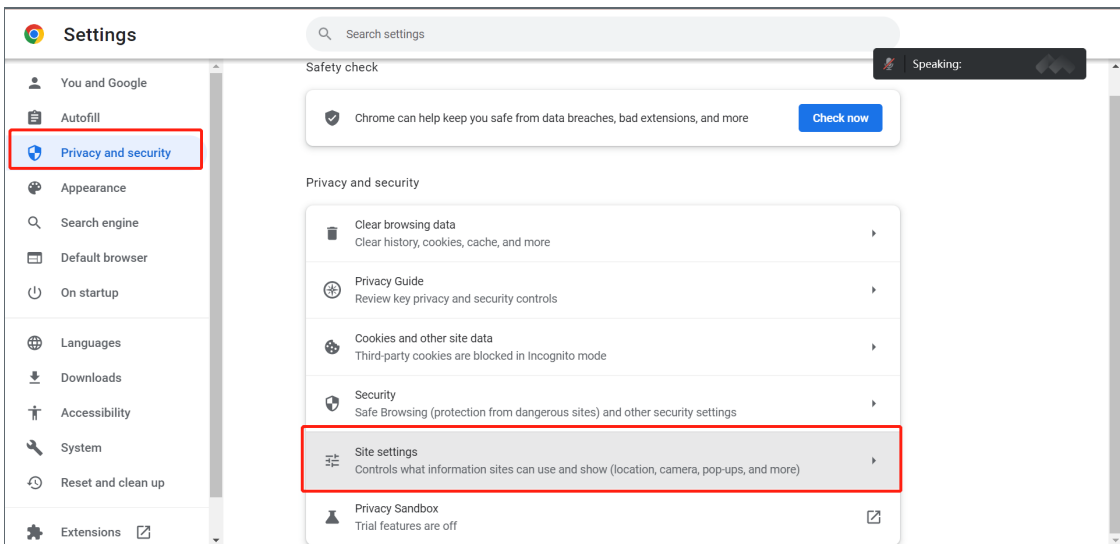 Settings
Search settings
Speaking:
You and Google
Autofill
Privacy and security
Appearance
Search engine
Default browser
On startup
Languages
Downloads
Accessibility
System
Reset and clean up
Extensions
Safety check
Chrome can help keep you safe from data breaches, bad extensions, and more
Check now
Privacy and security
Clear browsing data
Clear history, cookies, cache, and more
Privacy Guide
Review key privacy and security controls
Cookies and other site data
Third-party cookies are blocked in Incognito mode
Security
Safe Browsing (protection from dangerous sites) and other security settings
Site settings
Controls what information sites can use and show (location, camera, pop-ups, and more)
Privacy Sandbox
Trial features are off